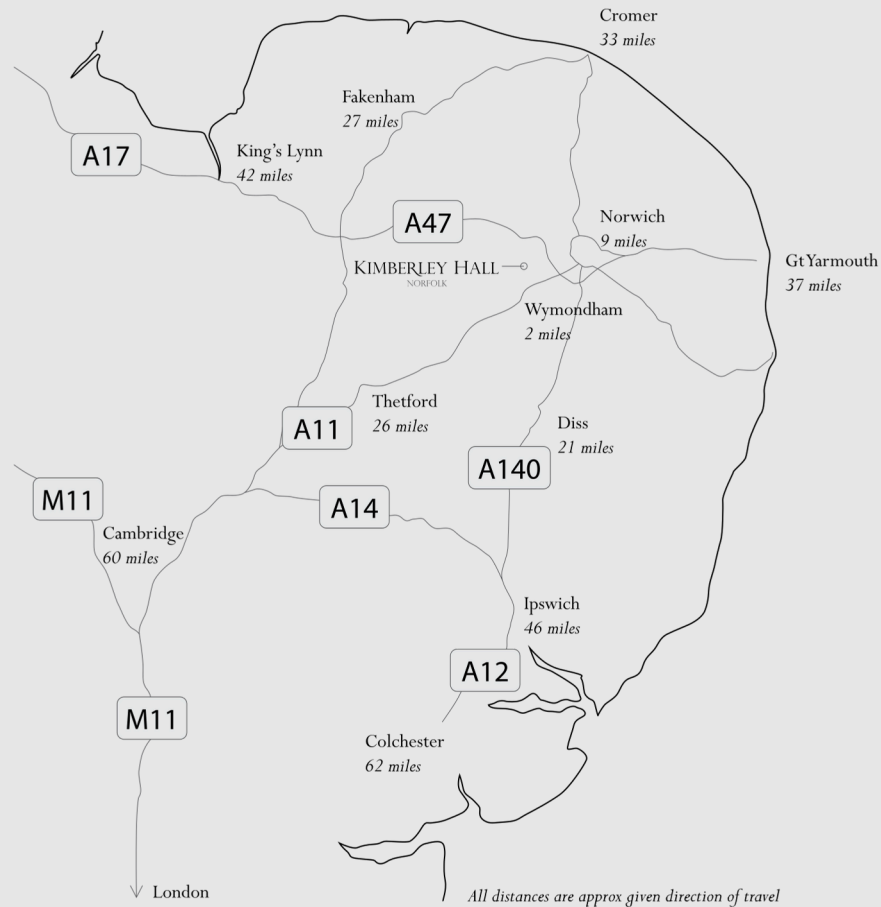 Cromer
33 miles
Fakenham
27 miles
A17
King's Lynn
42 miles
A47
Norwich
9 miles
KIMBERLEY HALL
NORFOLK
Gt Yarmouth
37 miles
Wymondham
2 miles
Thetford
26 miles
A11
Diss
21 miles
A140
M11
A14
Cambridge
60 miles
Ipswich
46 miles
A12
M11
Colchester
62 miles
London
All distances are approx given direction of travel